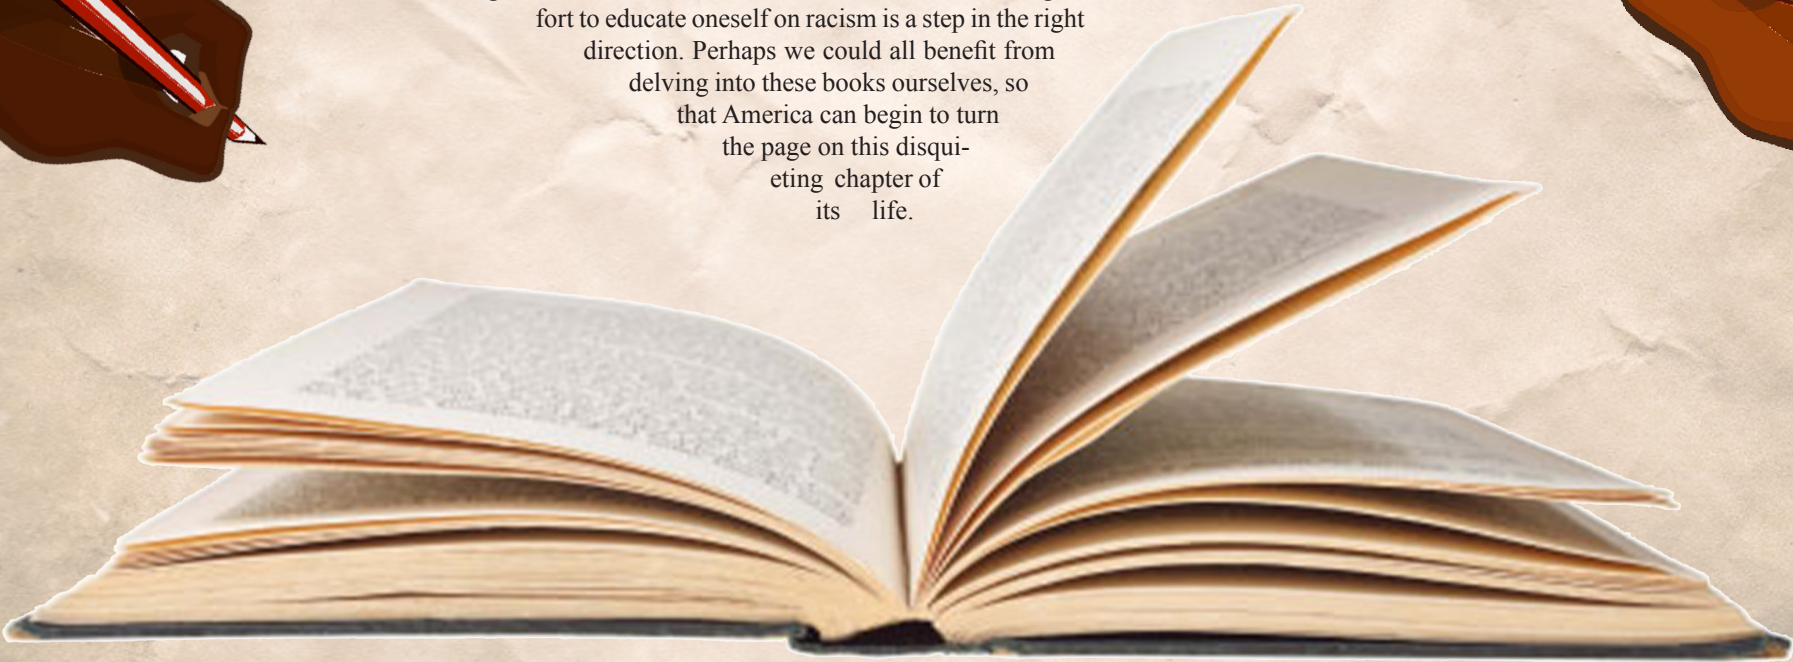 fort to educate oneself on racism is a step in the right
direction. Perhaps we could all benefit from
delving into these books ourselves, so
that America can begin to turn
the page on this disqui-
eting chapter of
its life.